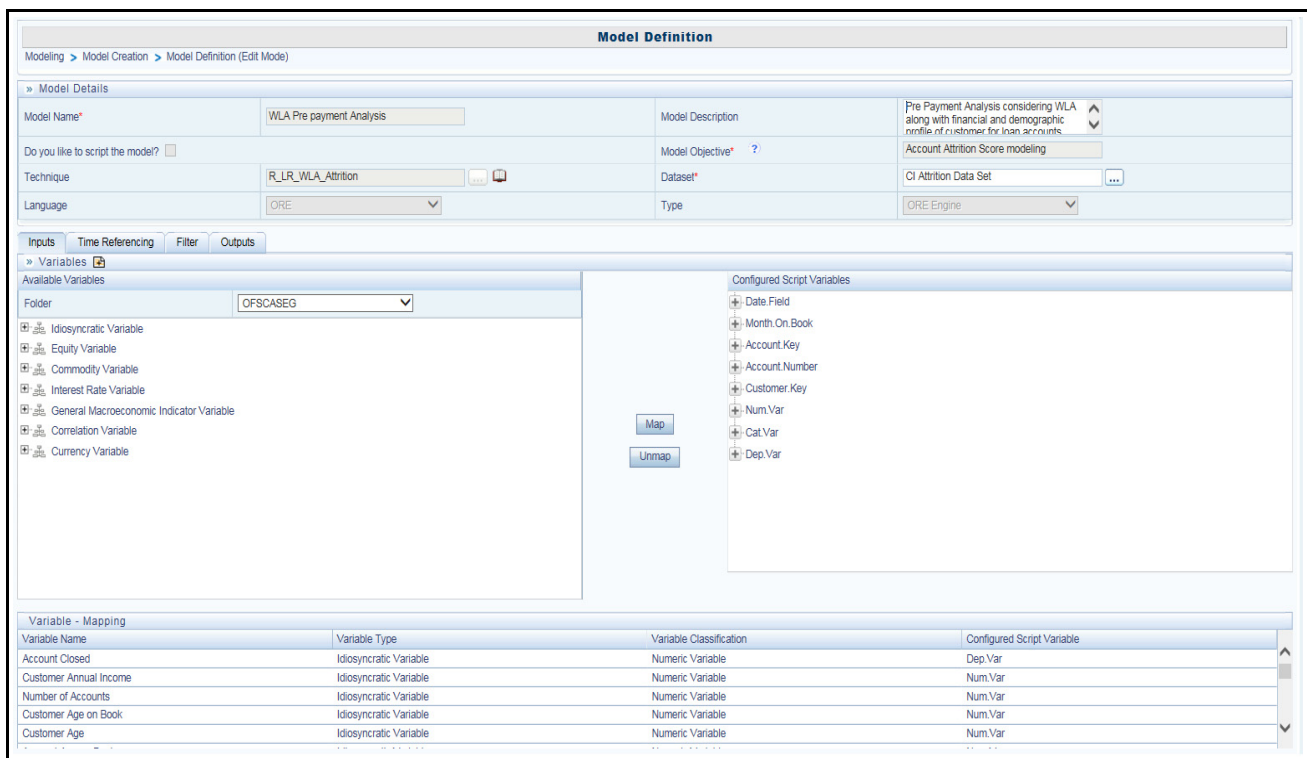 Model Definition
Modeling > Model Creation > Model Definition (Edit Mode)
» Model Details
Model Name* WLA Pre payment Analysis Model Description Pre Payment Analysis considering WLA
along with financial and demographic
profile of customer for loan accounts
Do you like to script the model? Model Objective* ? Account Attrition Score modeling
Technique R_LR_WLA_Attrition ... Dataset* CI Attrition Data Set ...
Language ORE Type ORE Engine
Inputs Time Referencing Filter Outputs
» Variables
Available Variables Configured Script Variables
Folder OFSCASEG
Idiosyncratic Variable
Equity Variable
Commodity Variable
Interest Rate Variable
General Macroeconomic Indicator Variable
Correlation Variable
Currency Variable
Map
Unmap
Date.Field
Month.On.Book
Account.Key
Account.Number
Customer.Key
Num.Var
Cat.Var
Dep.Var
Variable - Mapping
Variable Name Variable Type Variable Classification Configured Script Variable
Account Closed Idiosyncratic Variable Numeric Variable Dep.Var
Customer Annual Income Idiosyncratic Variable Numeric Variable Num.Var
Number of Accounts Idiosyncratic Variable Numeric Variable Num.Var
Customer Age on Book Idiosyncratic Variable Numeric Variable Num.Var
Customer Age Idiosyncratic Variable Numeric Variable Num.Var